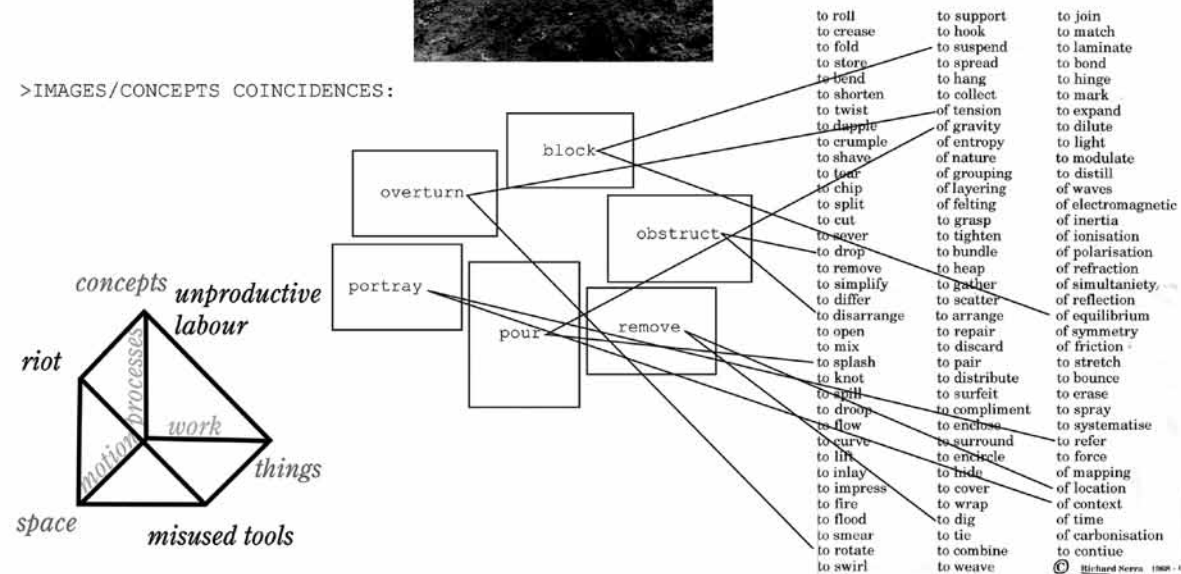 >IMAGES/CONCEPTS COINCIDENCES:
block
overturn
obstruct
portray
pour
remove
concepts
unproductive
labour
riot
processes
work
motion
things
space
misused tools
to roll
to crease
to fold
to store
to bend
to shorten
to twist
to dapple
to crumple
to shave
to tear
to chip
to split
to cut
to sever
to drop
to remove
to simplify
to differ
to disarrange
to open
to mix
to splash
to knot
to spill
to droop
to flow
to curve
to lift
to inlay
to impress
to fire
to flood
to smear
to rotate
to swirl
to support
to hook
to suspend
to spread
to hang
to collect
of tension
of gravity
of entropy
of nature
of grouping
of layering
of felting
to grasp
to tighten
to bundle
to heap
to gather
to scatter
to arrange
to repair
to discard
to pair
to distribute
to surfeit
to compliment
to enclose
to surround
to encircle
to hide
to cover
to wrap
to dig
to tie
to combine
to weave
to join
to match
to laminate
to bond
to hinge
to mark
to expand
to dilute
to light
to modulate
to distill
of waves
of electromagnetic
of inertia
of ionisation
of polarisation
of refraction
of simultaniety
of reflection
of equilibrium
of symmetry
of friction
to stretch
to bounce
to erase
to spray
to systematise
to refer
to force
of mapping
of location
of context
of time
of carbonisation
to contiue
© Richard Serra 1968 -